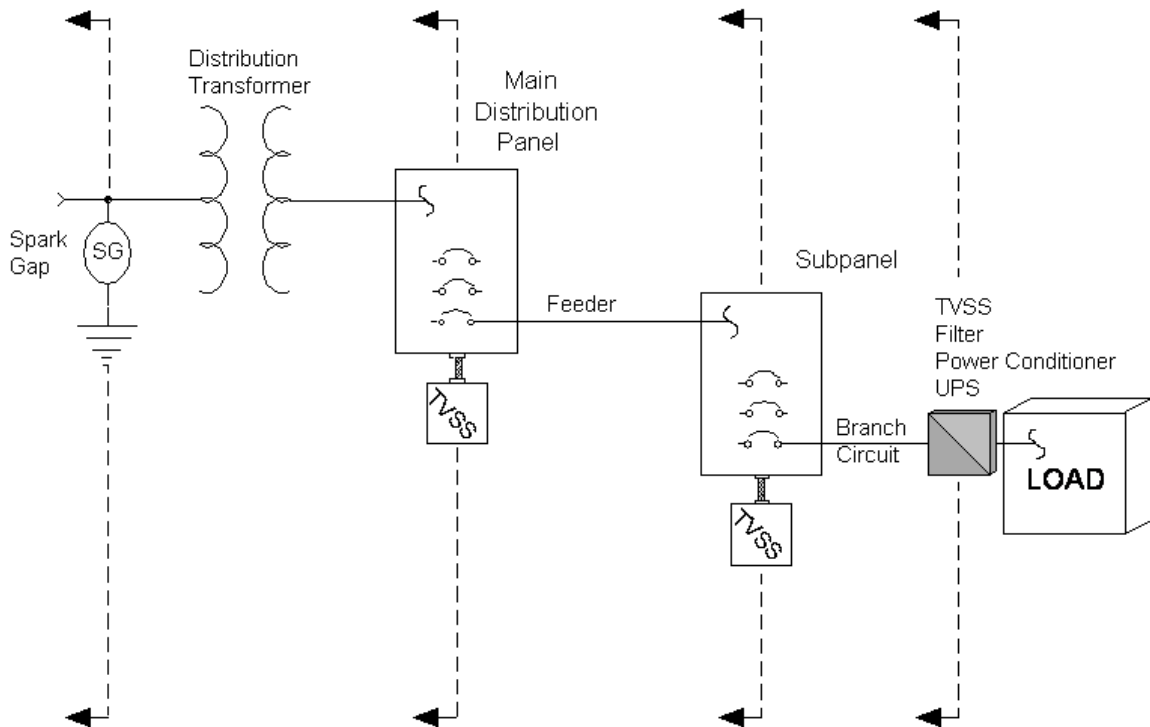 Distribution
Transformer
Main
Distribution
Panel
Spark
Gap
SG
Subpanel
Feeder
TVSS
Filter
Power Conditioner
UPS
TVSS
Branch
Circuit
LOAD
TVSS